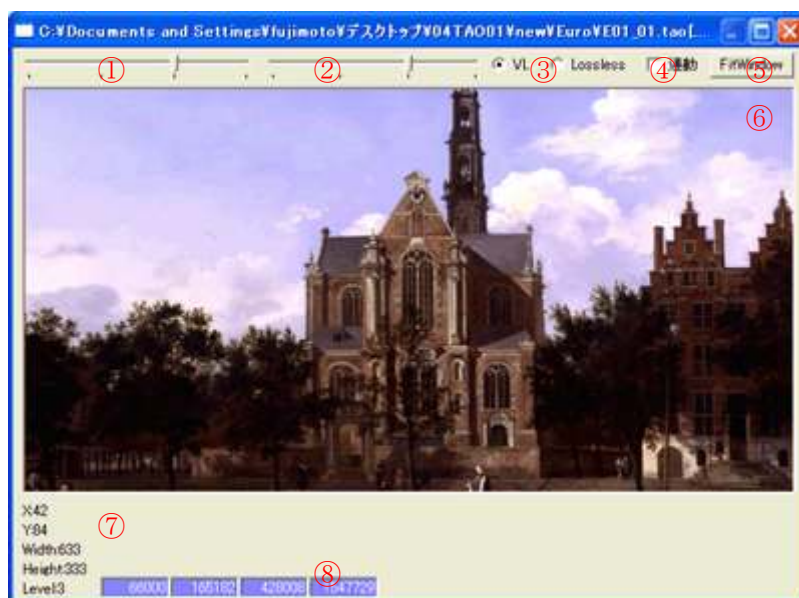 C:¥Documents and Settings¥fujimoto¥デスクトップ¥04TAO01¥new¥Euro¥E01_01.tao[...
① ② VL ③ Lossless ④ 連動 FitWindow ⑤
⑥
X:42
Y:84
⑦
Width:633
Height:333
⑧
Level:3 66000 165182 428008 1347729